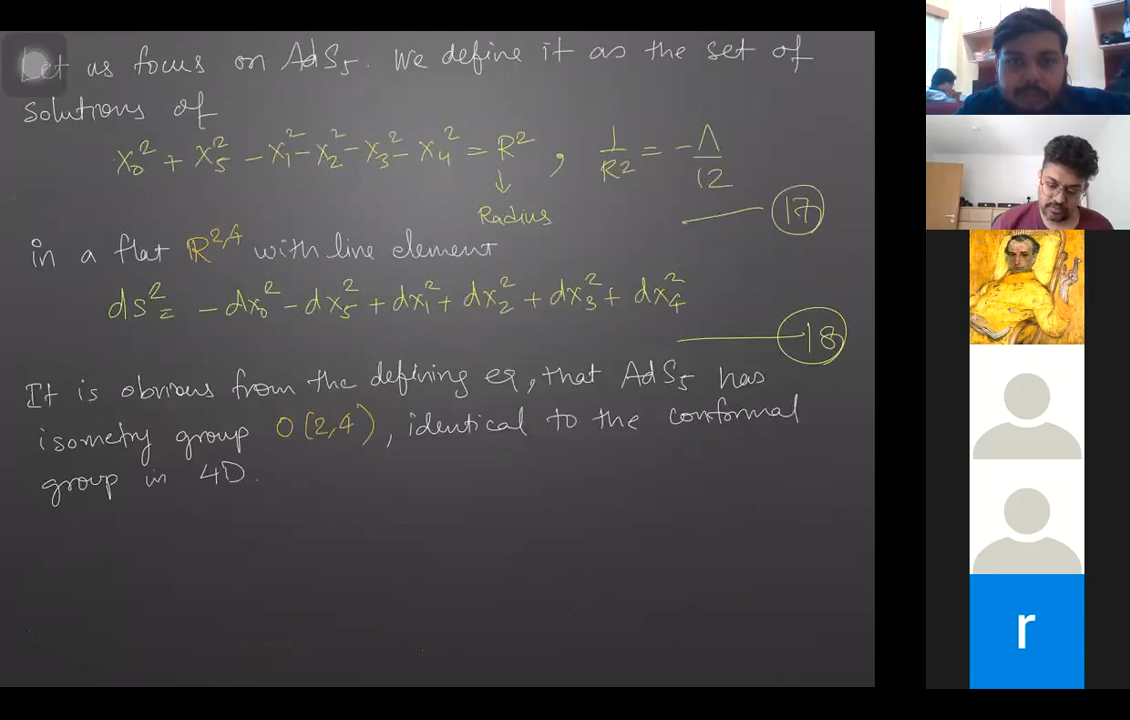 Let us focus on AdS₅. We define it as the set of
solutions of
x₀² + x₅² - x₁² - x₂² - x₃² - x₄² = R² , 1/R² = -Λ/12
↓
Radius
17
in a flat R²,⁴ with line element
ds² = - dx₀² - dx₅² + dx₁² + dx₂² + dx₃² + dx₄²
18
It is obvious from the defining eq, that AdS₅ has
isometry group O(2,4), identical to the conformal
group in 4D.
r